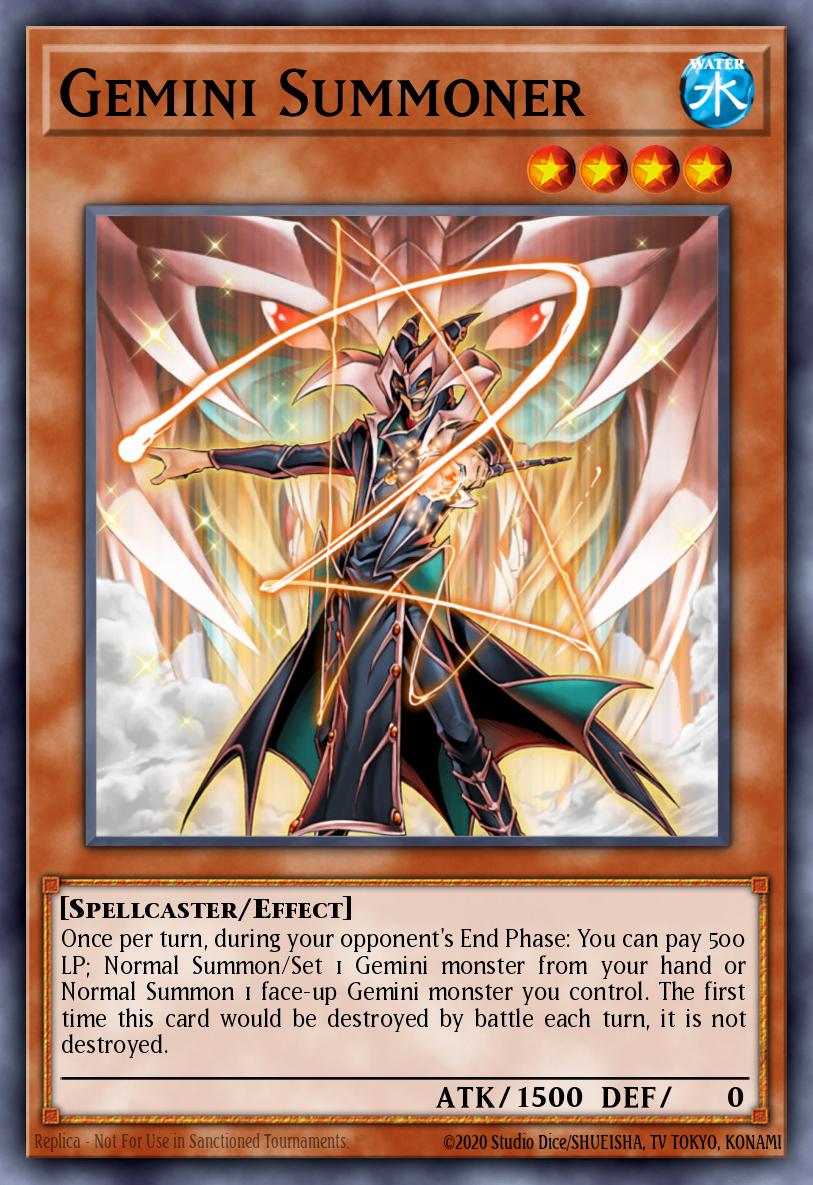 Gemini Summoner
WATER
水
[Spellcaster/Effect]
Once per turn, during your opponent's End Phase: You can pay 500
LP; Normal Summon/Set 1 Gemini monster from your hand or
Normal Summon 1 face-up Gemini monster you control. The first
time this card would be destroyed by battle each turn, it is not
destroyed.
ATK/1500 DEF/ 0
Replica - Not For Use in Sanctioned Tournaments.
©2020 Studio Dice/SHUEISHA, TV TOKYO, KONAMI